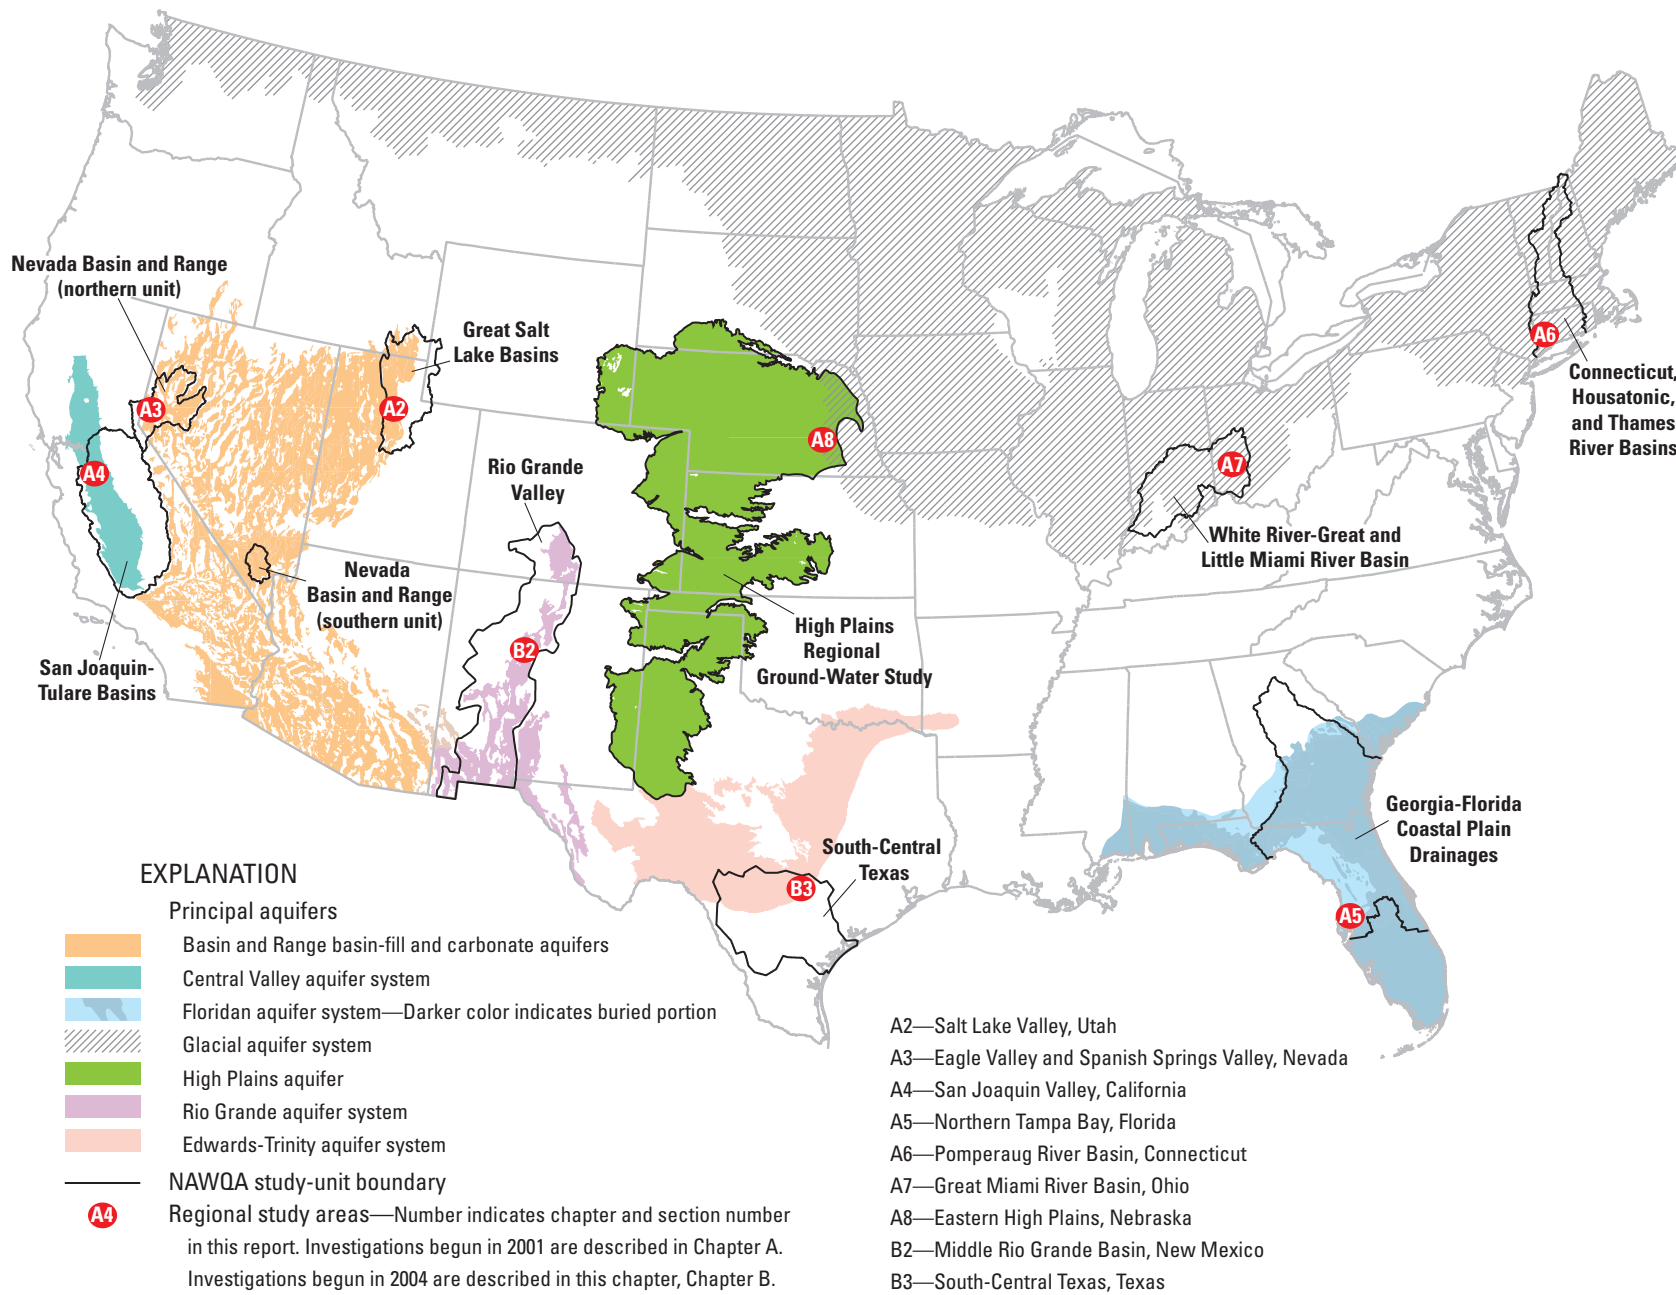 Nevada Basin and Range
(northern unit)
A3
Great Salt
Lake Basins
A2
A4
San Joaquin-
Tulare Basins
Nevada
Basin and Range
(southern unit)
Rio Grande
Valley
B2
A8
High Plains
Regional
Ground-Water Study
A7
White River-Great and
Little Miami River Basin
A6
Connecticut,
Housatonic,
and Thames
River Basins
South-Central
Texas
B3
Georgia-Florida
Coastal Plain
Drainages
A5
EXPLANATION
Principal aquifers
Basin and Range basin-fill and carbonate aquifers
Central Valley aquifer system
Floridan aquifer system—Darker color indicates buried portion
Glacial aquifer system
High Plains aquifer
Rio Grande aquifer system
Edwards-Trinity aquifer system
NAWQA study-unit boundary
A4 Regional study areas—Number indicates chapter and section number
in this report. Investigations begun in 2001 are described in Chapter A.
Investigations begun in 2004 are described in this chapter, Chapter B.
A2—Salt Lake Valley, Utah
A3—Eagle Valley and Spanish Springs Valley, Nevada
A4—San Joaquin Valley, California
A5—Northern Tampa Bay, Florida
A6—Pomperaug River Basin, Connecticut
A7—Great Miami River Basin, Ohio
A8—Eastern High Plains, Nebraska
B2—Middle Rio Grande Basin, New Mexico
B3—South-Central Texas, Texas